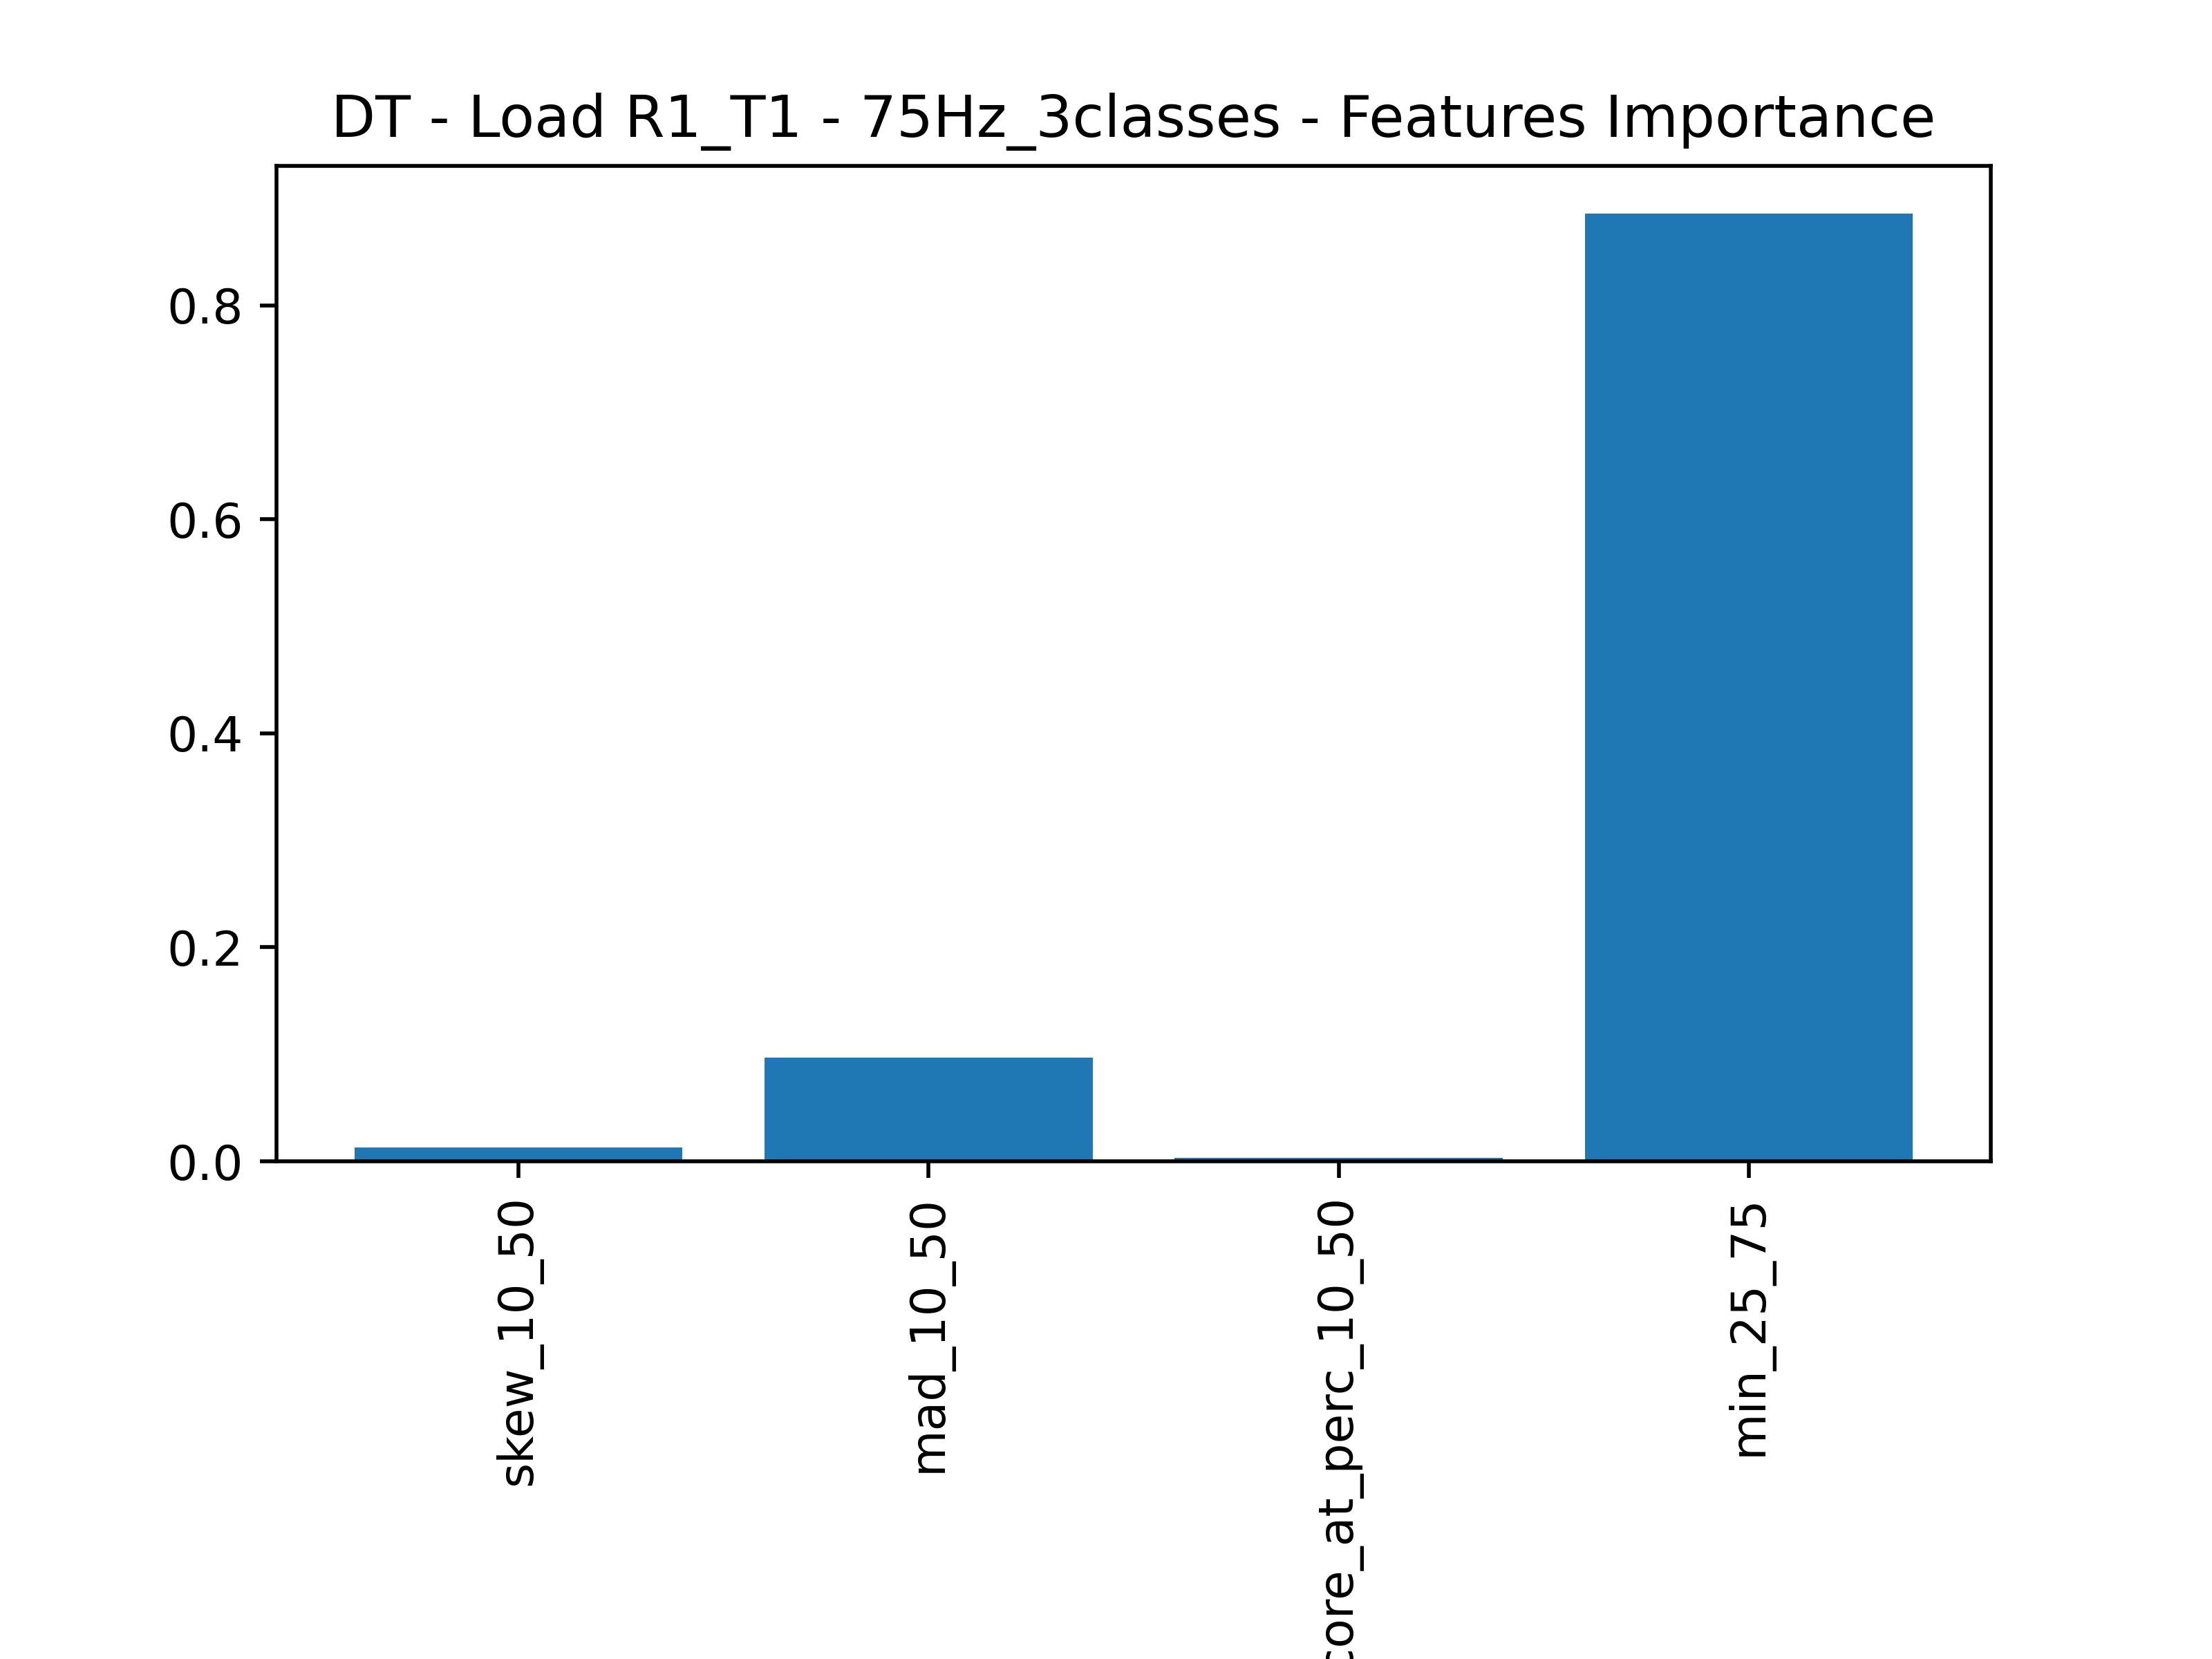 DT - Load R1_T1 - 75Hz_3classes - Features Importance
0.8
0.6
0.4
0.2
0.0
skew_10_50
mad_10_50
core_at_perc_10_50
min_25_75